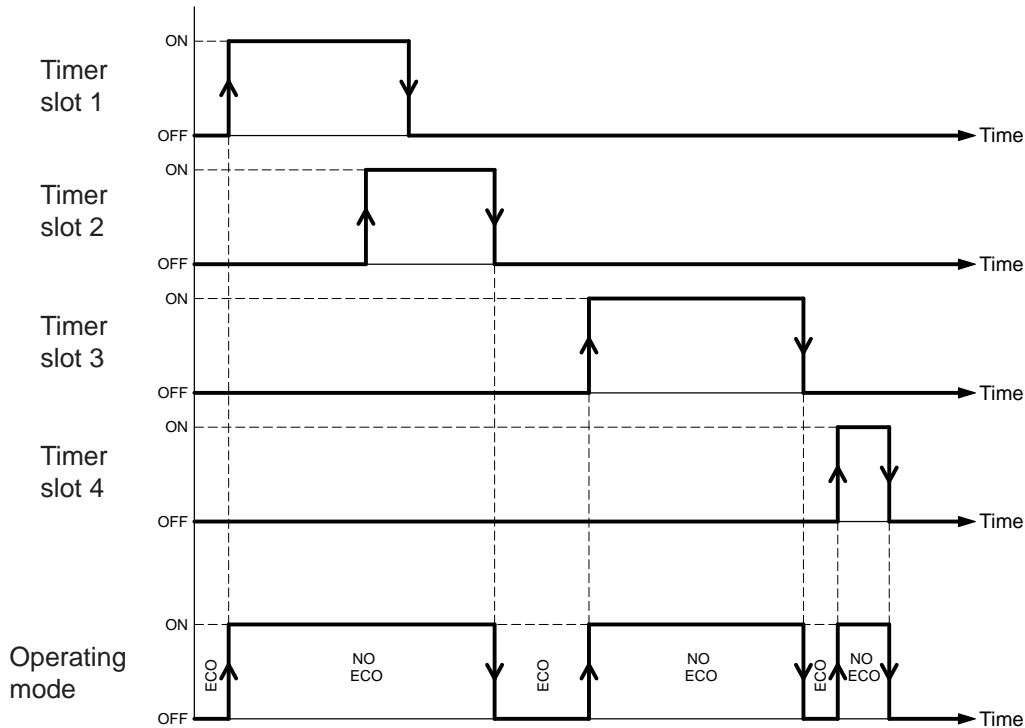 ON
Timer
slot 1
OFF
Time
ON
Timer
slot 2
OFF
Time
ON
Timer
slot 3
OFF
Time
ON
Timer
slot 4
OFF
Time
ON
Operating
mode
ECO
NO
ECO
ECO
NO
ECO
ECO
NO
ECO
OFF
Time